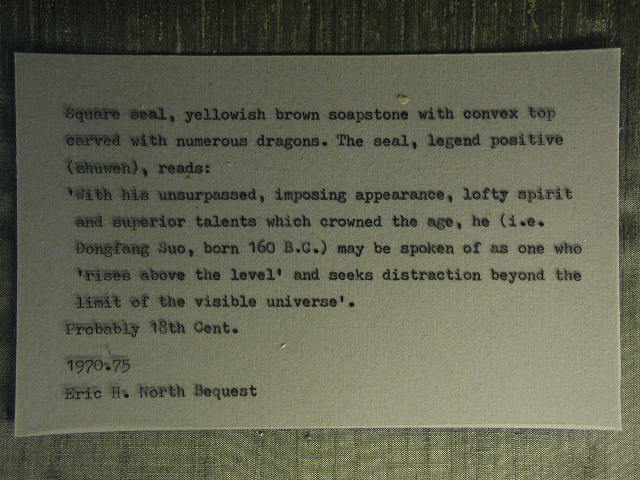 Square seal, yellowish brown soapstone with convex top
carved with numerous dragons. The seal, legend positive
(zhuwen), reads:
'With his unsurpassed, imposing appearance, lofty spirit
and superior talents which crowned the age, he (i.e.
Dongfang Suo, born 160 B.C.) may be spoken of as one who
'rises above the level' and seeks distraction beyond the
limit of the visible universe'.
Probably 18th Cent.
1970.75
Eric H. North Bequest